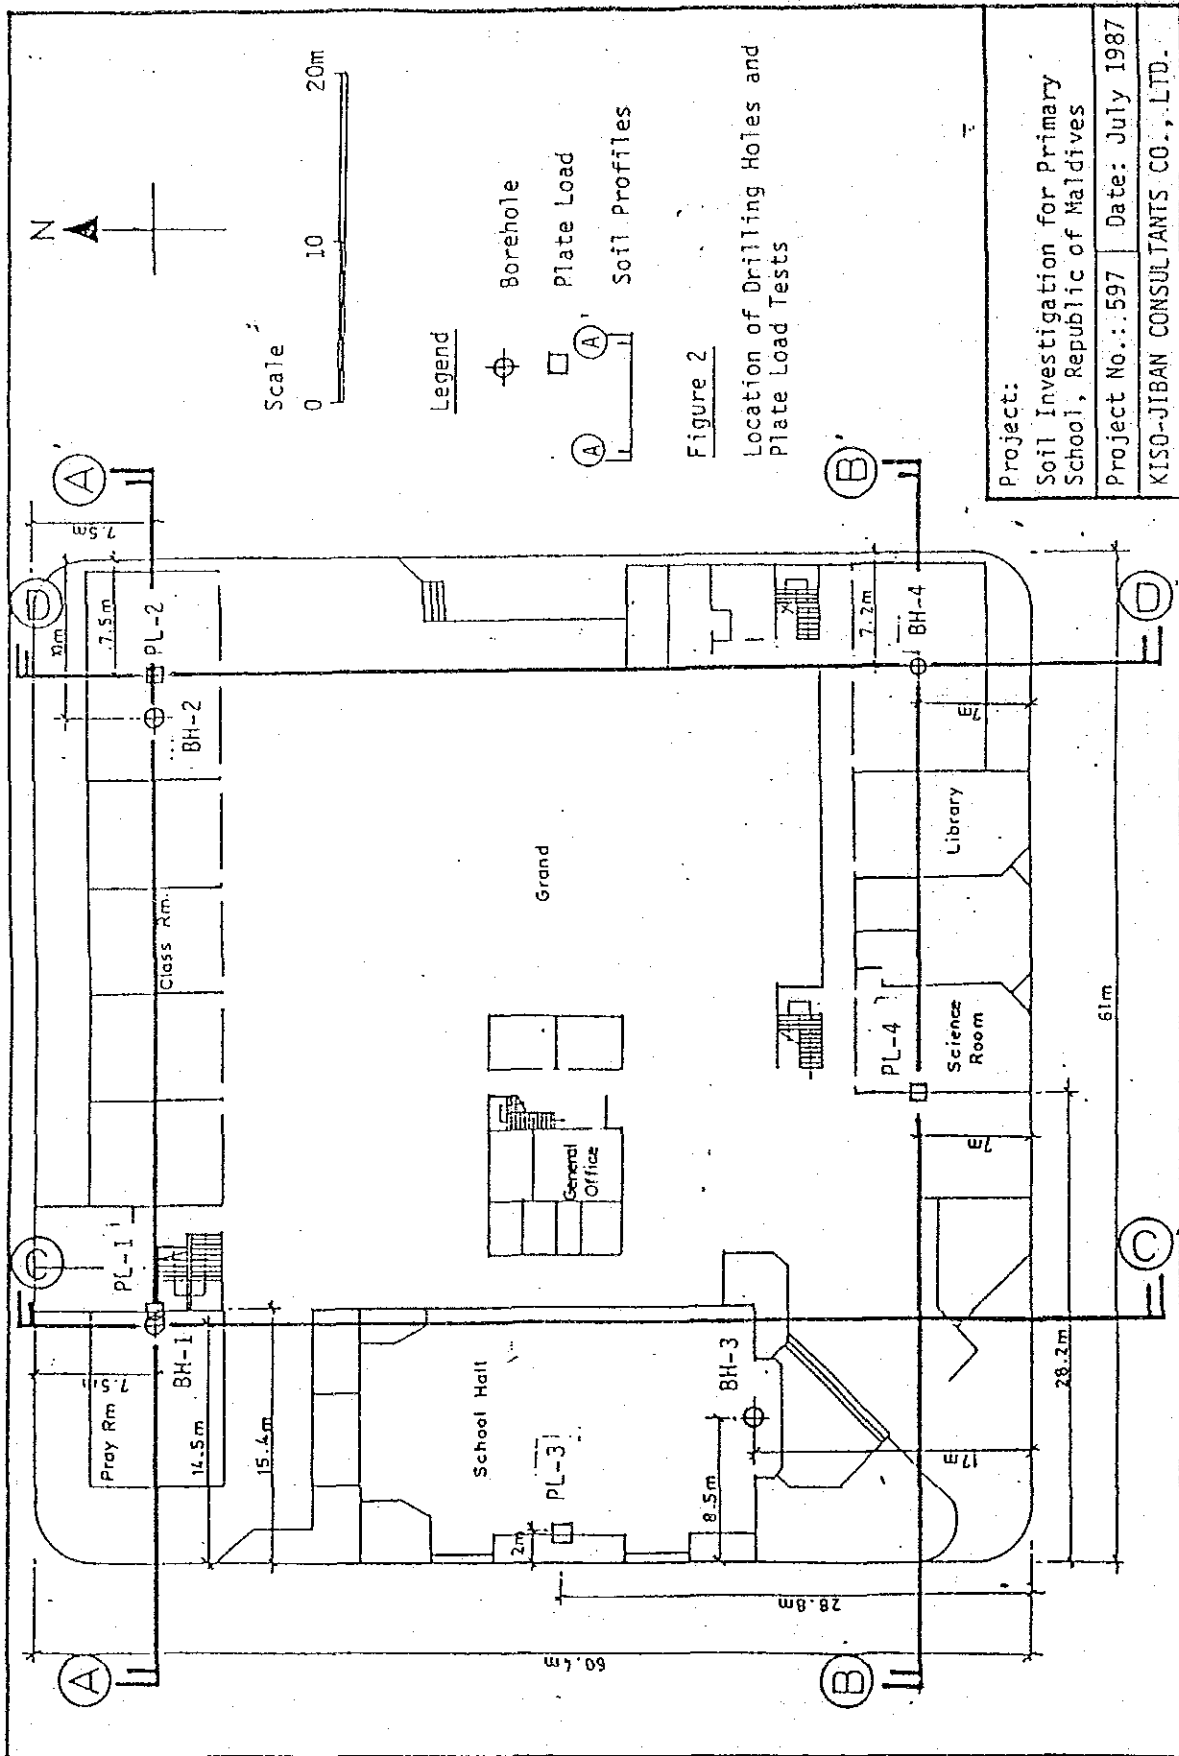 N
Scale
0 10 20m
Legend
Borehole
Plate Load
A A' Soil Profiles
Figure 2
Location of Drilling Holes and
Plate Load Tests
Project:
Soil Investigation for Primary
School, Republic of Maldives
Project No.: 597 Date: July 1987
KISO-JIBAN CONSULTANTS CO., LTD.
A A'
B B'
C
C'
D
D'
7.5m
7.5m
PL-1
BH-1
Pray Rm
14.5m
15.4m
Class Rm.
7.5m
PL-2
BH-2
Grand
General
Office
School Hall
PL-3
2m
BH-3
8.5m
17m
28.8m
60.4m
PL-4
Science
Room
Library
7.2m
BH-4
7m
7m
28.2m
61m